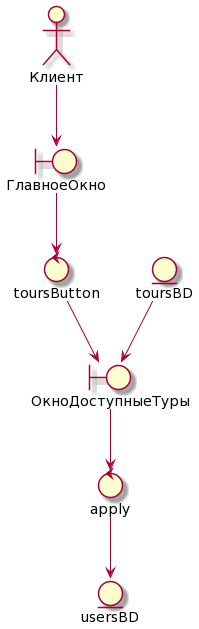 Клиент
ГлавноеОкно
toursButton
toursBD
ОкноДоступныеТуры
apply
usersBD